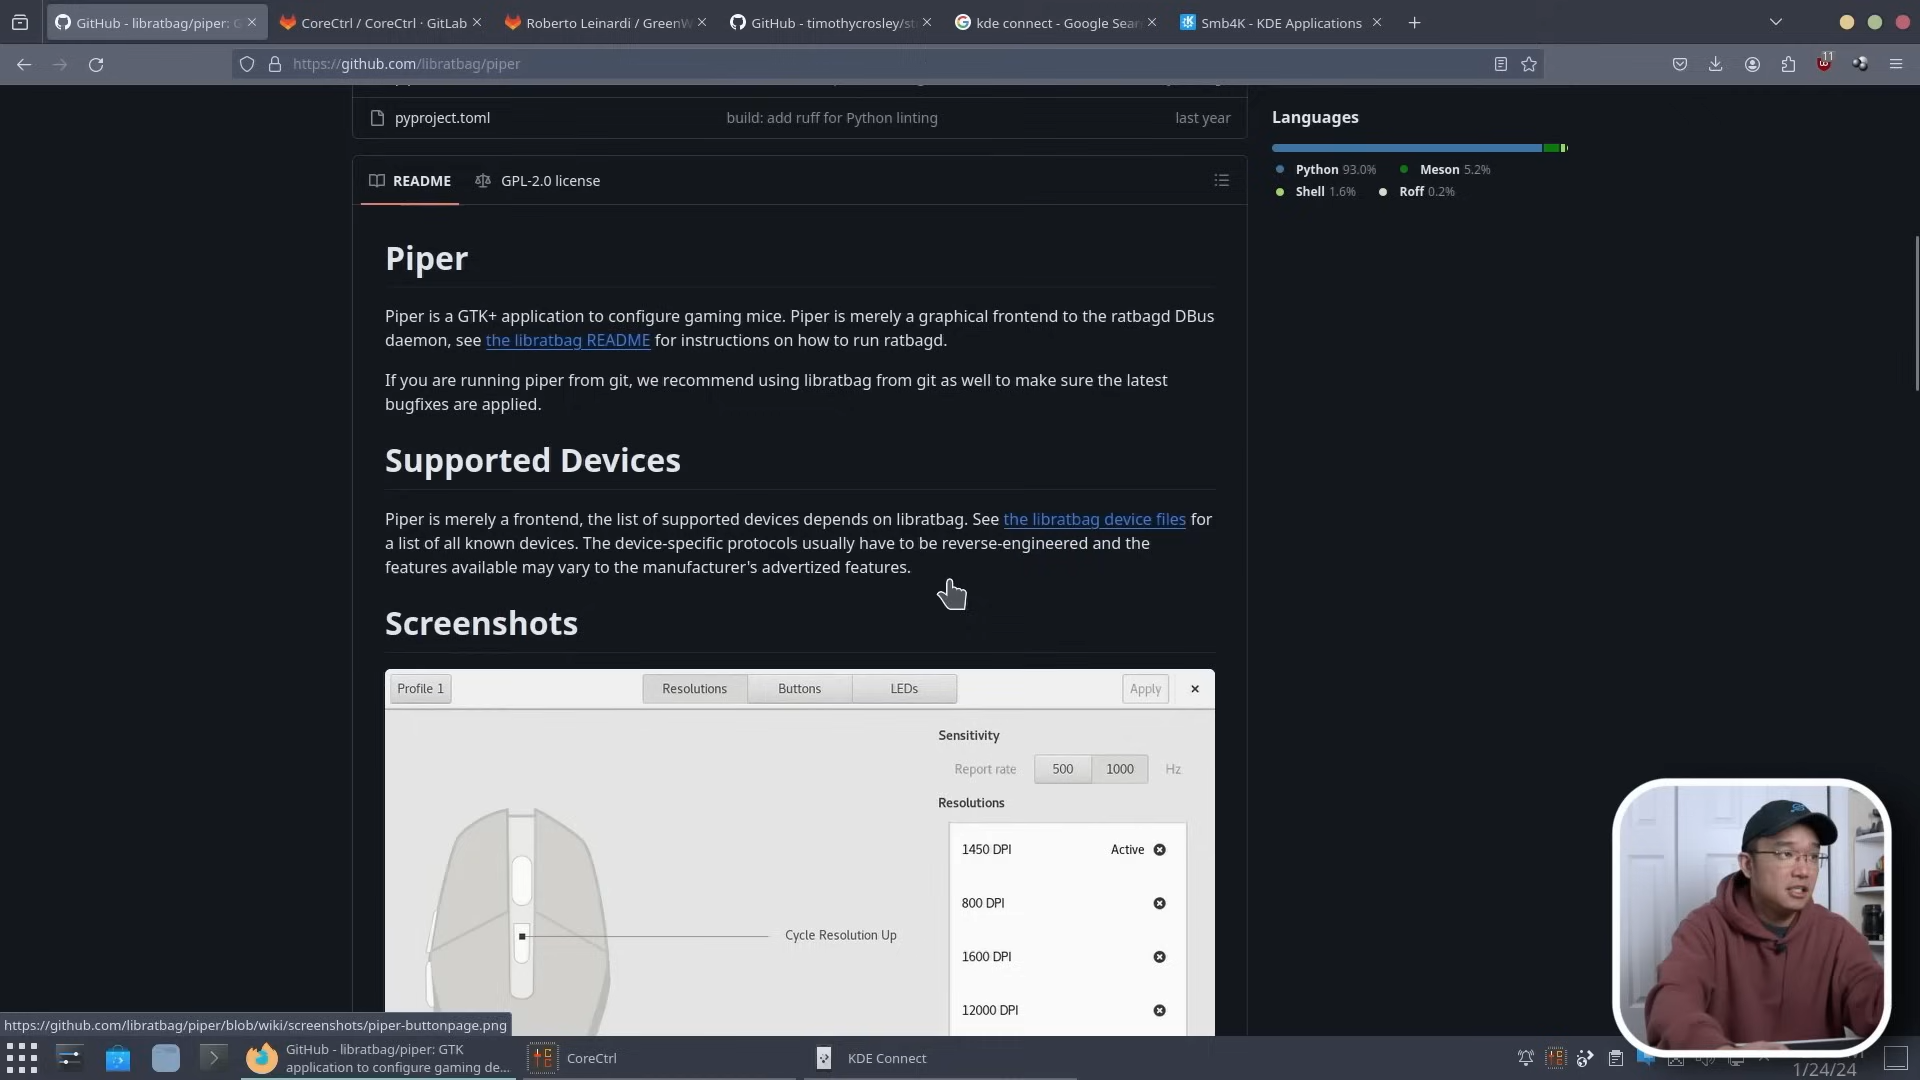 GitHub - libratbag/piper: G
CoreCtrl / CoreCtrl · GitLab
Roberto Leinardi / GreenW
GitHub - timothycrosley/st
kde connect - Google Sear
Smb4K - KDE Applications
https://github.com/libratbag/piper
11
pyproject.toml
build: add ruff for Python linting
last year
Languages
Python 93.0%
Meson 5.2%
Shell 1.6%
Roff 0.2%
README
GPL-2.0 license
Piper
Piper is a GTK+ application to configure gaming mice. Piper is merely a graphical frontend to the ratbagd DBus
daemon, see the libratbag README for instructions on how to run ratbagd.
If you are running piper from git, we recommend using libratbag from git as well to make sure the latest
bugfixes are applied.
Supported Devices
Piper is merely a frontend, the list of supported devices depends on libratbag. See the libratbag device files for
a list of all known devices. The device-specific protocols usually have to be reverse-engineered and the
features available may vary to the manufacturer's advertized features.
Screenshots
Profile 1
Resolutions
Buttons
LEDs
Apply
Sensitivity
Report rate
500
1000
Hz
Resolutions
1450 DPI
Active
800 DPI
Cycle Resolution Up
1600 DPI
12000 DPI
https://github.com/libratbag/piper/blob/wiki/screenshots/piper-buttonpage.png
GitHub - libratbag/piper: GTK
application to configure gaming de...
CoreCtrl
KDE Connect
1/24/24